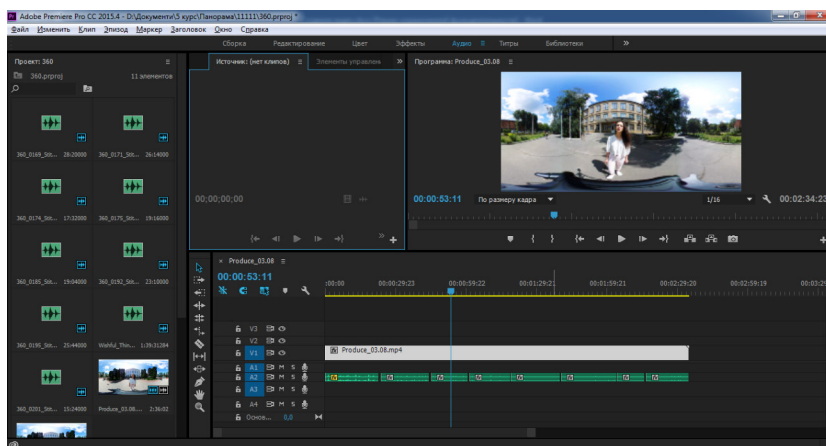 Adobe Premiere Pro CC 2015.4 - D:\Документи\5 курс\Панорама\11111\360.prproj *
Файл Изменить Клип Эпизод Маркер Заголовок Окно Справка
Сборка Редактирование Цвет Эффекты Аудио Титры Библиотеки
Проект: 360
Источник: (нет клипов)
Элементы управлен
Программа: Produce_03.08
360.prproj
11 элементов
360_0169_Stit... 28:20000
360_0171_Stit... 26:14000
360_0174_Stit... 17:32000
360_0175_Stit... 19:16000
360_0185_Stit... 19:04000
360_0192_Stit... 23:10000
360_0195_Stit... 25:44000
Wishful_Thin... 1:39:31284
360_0201_Stit... 15:24000
Produce_03.08.... 2:36:02
00;00;00;00
00:00:53:11
По размеру кадра
1/16
00:02:34:23
Produce_03.08
00:00:53:11
:00:00 00:00:29:23 00:00:59:22 00:01:29:21 00:01:59:21 00:02:29:20 00:02:59:19 00:03:29
V3
V2
V1
fx Produce_03.08.mp4
A1 M S
A2 M S
A3 M S
A4 M S
Основ... 0,0